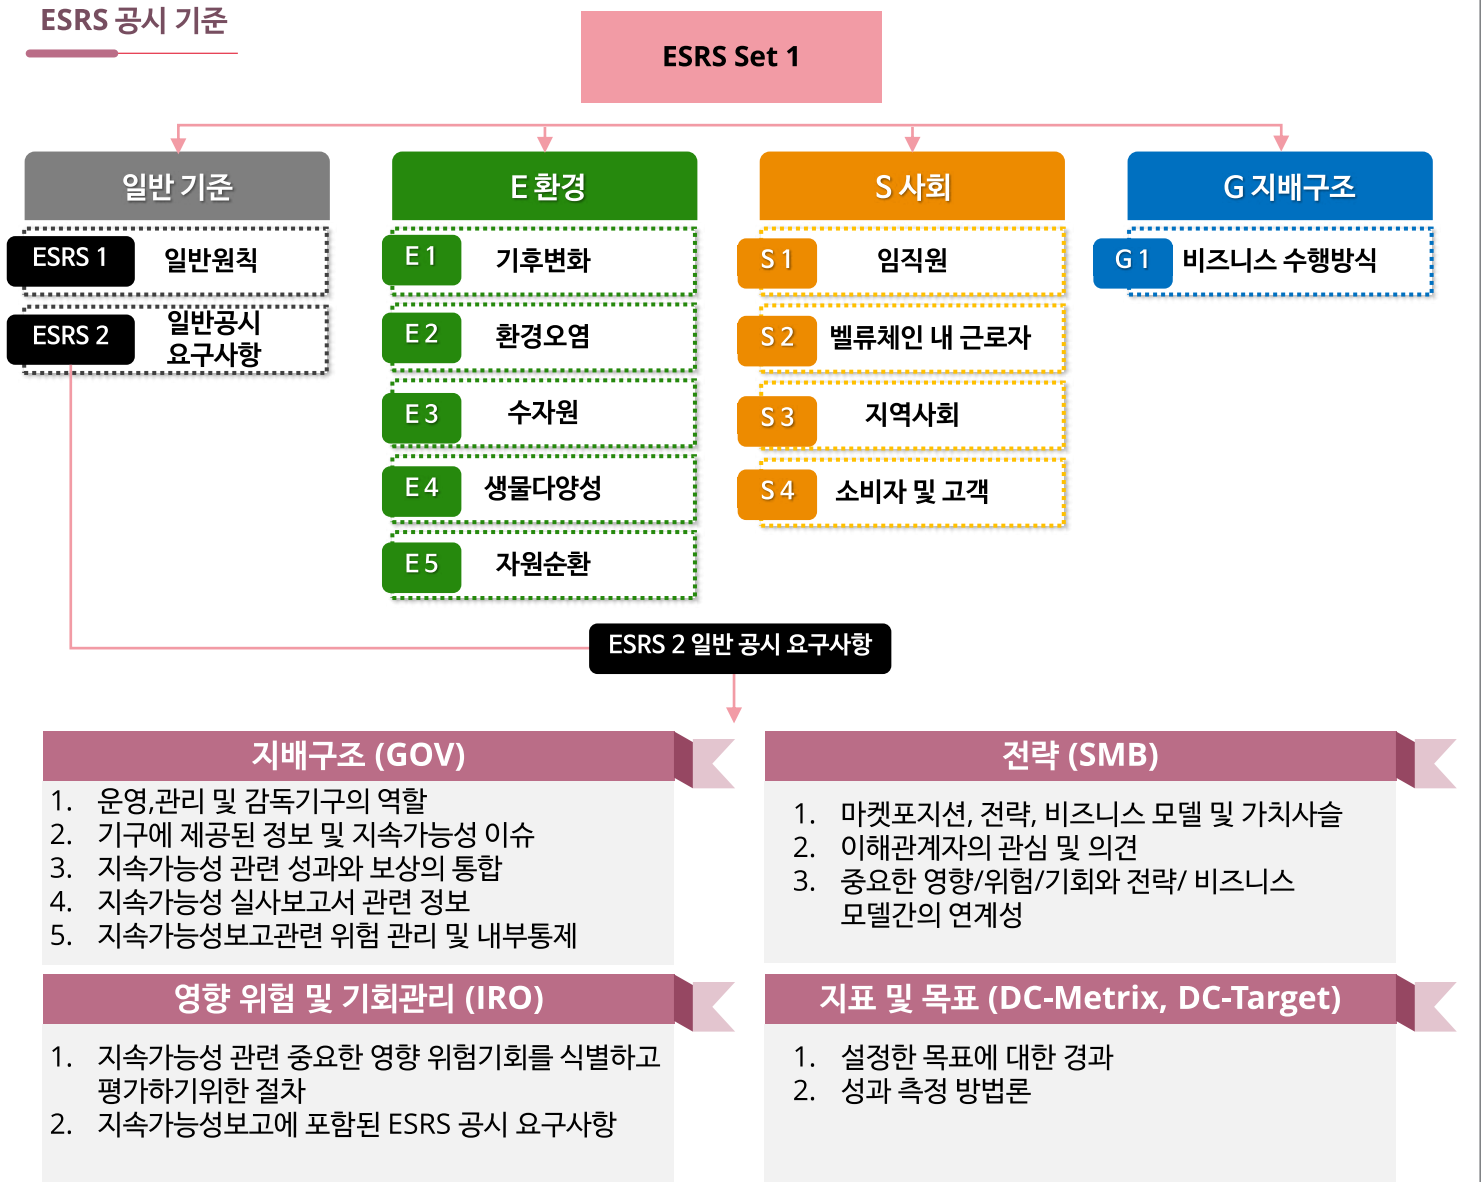 ESRS 공시 기준
ESRS Set 1
일반 기준
ESRS 1
일반원칙
ESRS 2
일반공시
요구사항
E 환경
E 1
기후변화
E 2
환경오염
E 3
수자원
E 4
생물다양성
E 5
자원순환
S 사회
S 1
임직원
S 2
벨류체인 내 근로자
S 3
지역사회
S 4
소비자 및 고객
G 지배구조
G 1
비즈니스 수행방식
ESRS 2 일반 공시 요구사항
지배구조 (GOV)
1. 운영,관리 및 감독기구의 역할
2. 기구에 제공된 정보 및 지속가능성 이슈
3. 지속가능성 관련 성과와 보상의 통합
4. 지속가능성 실사보고서 관련 정보
5. 지속가능성보고관련 위험 관리 및 내부통제
전략 (SMB)
1. 마켓포지션, 전략, 비즈니스 모델 및 가치사슬
2. 이해관계자의 관심 및 의견
3. 중요한 영향/위험/기회와 전략/ 비즈니스
모델간의 연계성
영향 위험 및 기회관리 (IRO)
1. 지속가능성 관련 중요한 영향 위험기회를 식별하고
평가하기위한 절차
2. 지속가능성보고에 포함된 ESRS 공시 요구사항
지표 및 목표 (DC-Metrix, DC-Target)
1. 설정한 목표에 대한 경과
2. 성과 측정 방법론